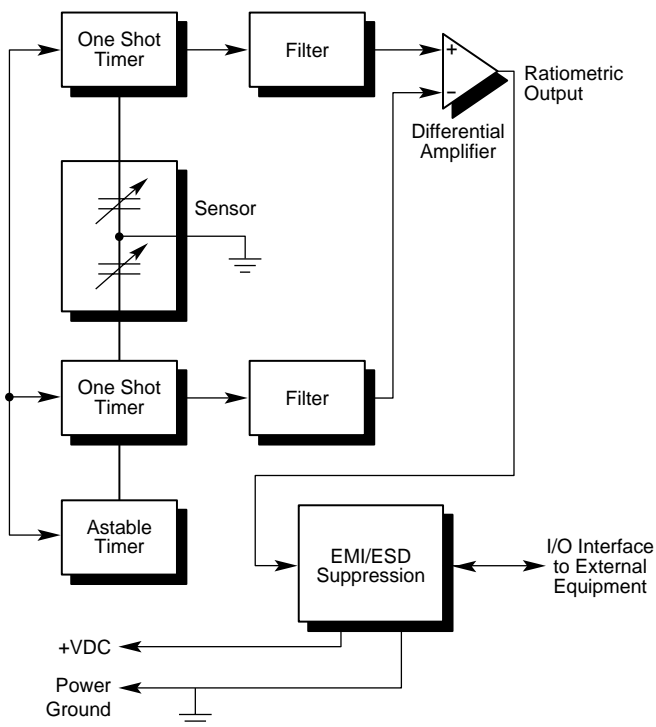 One Shot
Timer
Filter
+
−
Ratiometric
Output
Differential
Amplifier
Sensor
One Shot
Timer
Filter
Astable
Timer
EMI/ESD
Suppression
I/O Interface
to External
Equipment
+VDC
Power
Ground